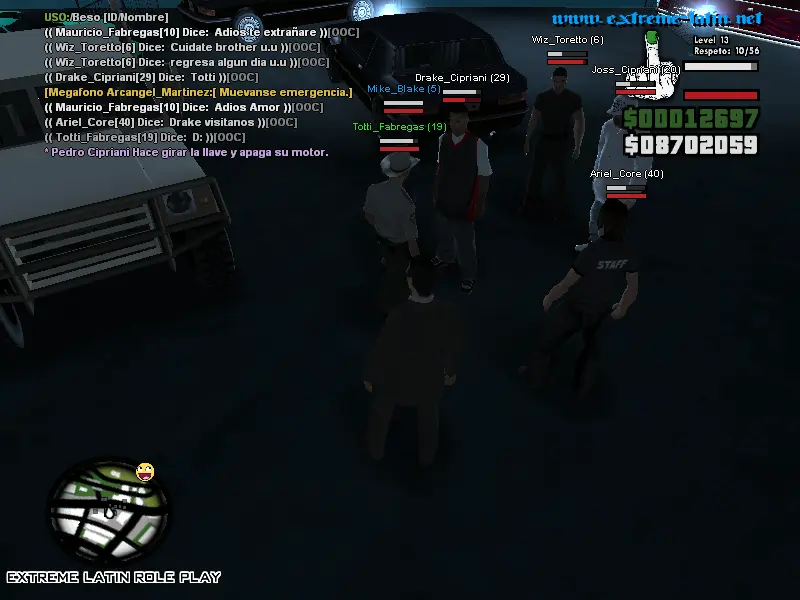 USO:/Beso [ID/Nombre]
(( Mauricio_Fabregas[10] Dice: Adios te extrañare ))[OOC]
(( Wiz_Toretto[6] Dice: Cuidate brother u.u ))[OOC]
(( Wiz_Toretto[6] Dice: regresa algun dia u.u ))[OOC]
(( Drake_Cipriani[29] Dice: Totti ))[OOC]
[Megafono Arcangel_Martinez:[ Muevanse emergencia.]
(( Mauricio_Fabregas[10] Dice: Adios Amor ))[OOC]
(( Ariel_Core[40] Dice: Drake visitanos ))[OOC]
(( Totti_Fabregas[19] Dice: D: ))[OOC]
* Pedro Cipriani Hace girar la llave y apaga su motor.
www.extreme-latin.net
Level 13
Respeto: 10/56
$00012697
$08702059
Wiz_Toretto (6)
Joss_Cipriani (20)
Drake_Cipriani (29)
Mike_Blake (5)
Totti_Fabregas (19)
Ariel_Core (40)
STAFF
EXTREME LATIN ROLE PLAY